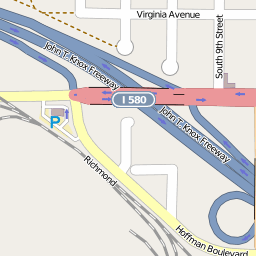 Virginia Avenue
South 9th Street
John T. Knox Freeway
I 580
John T. Knox Freeway
P
Richmond
Hoffman Boulevard